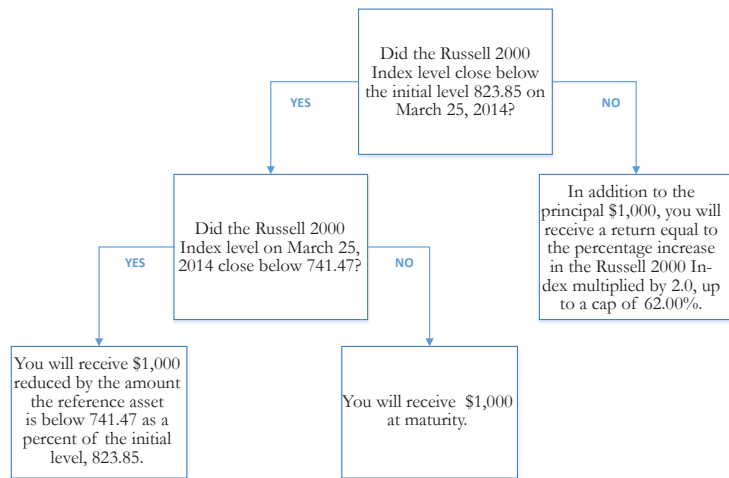 Did the Russell 2000
Index level close below
the initial level 823.85 on
March 25, 2014?
YES
NO
Did the Russell 2000
Index level on March 25,
2014 close below 741.47?
In addition to the
principal $1,000, you will
receive a return equal to
the percentage increase
in the Russell 2000 In-
dex multiplied by 2.0, up
to a cap of 62.00%.
YES
NO
You will receive $1,000
reduced by the amount
the reference asset
is below 741.47 as a
percent of the initial
level, 823.85.
You will receive $1,000
at maturity.